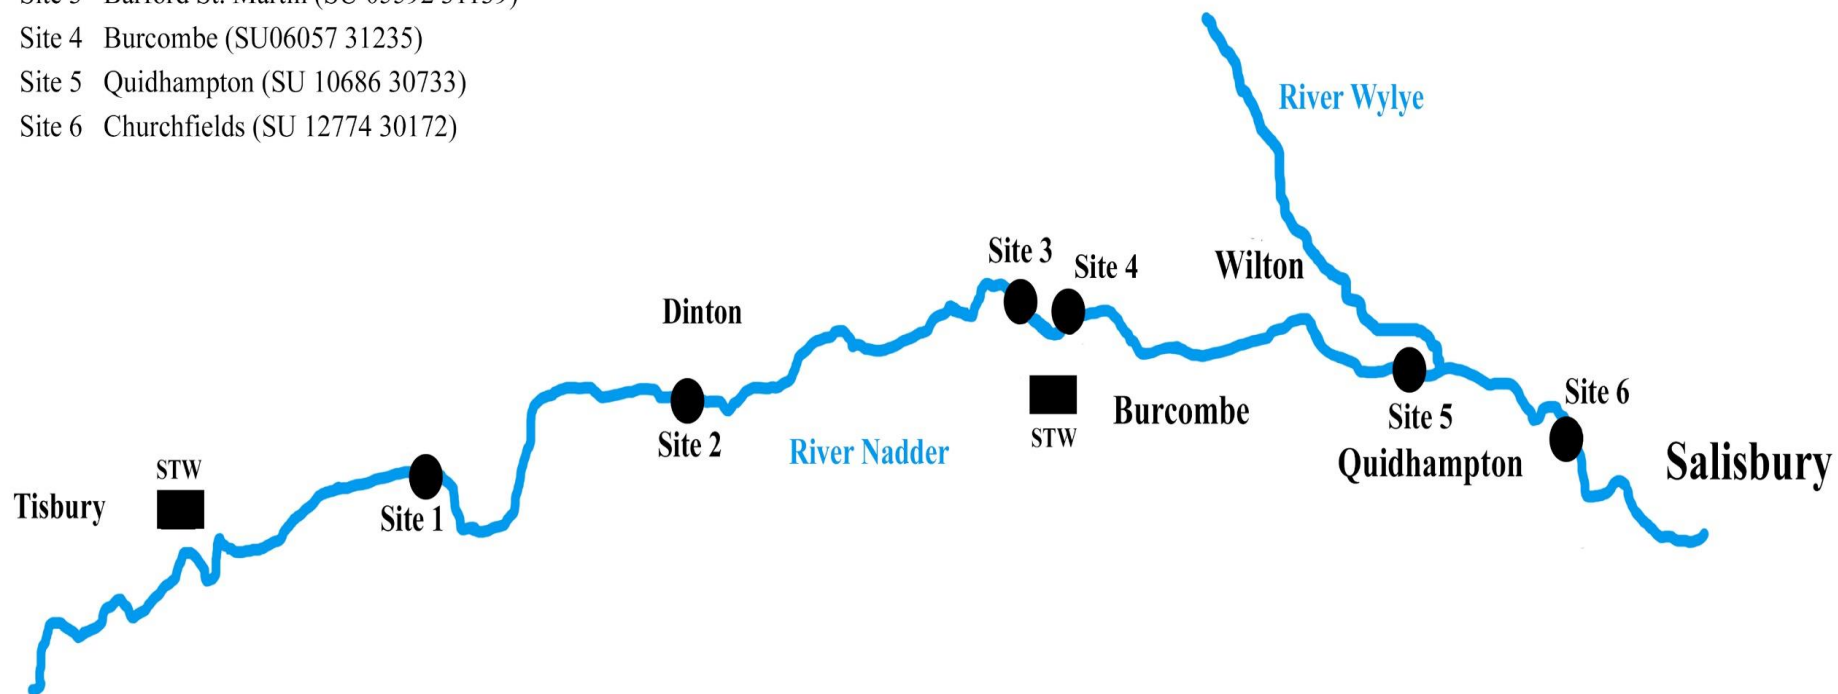 Site 4 Burcombe (SU06057 31235)
Site 5 Quidhampton (SU 10686 30733)
Site 6 Churchfields (SU 12774 30172)
River Wylye
Site 3
Site 4
Wilton
Dinton
Site 6
Burcombe
Site 5
STW
Site 2
River Nadder
Quidhampton
Salisbury
STW
Tisbury
Site 1